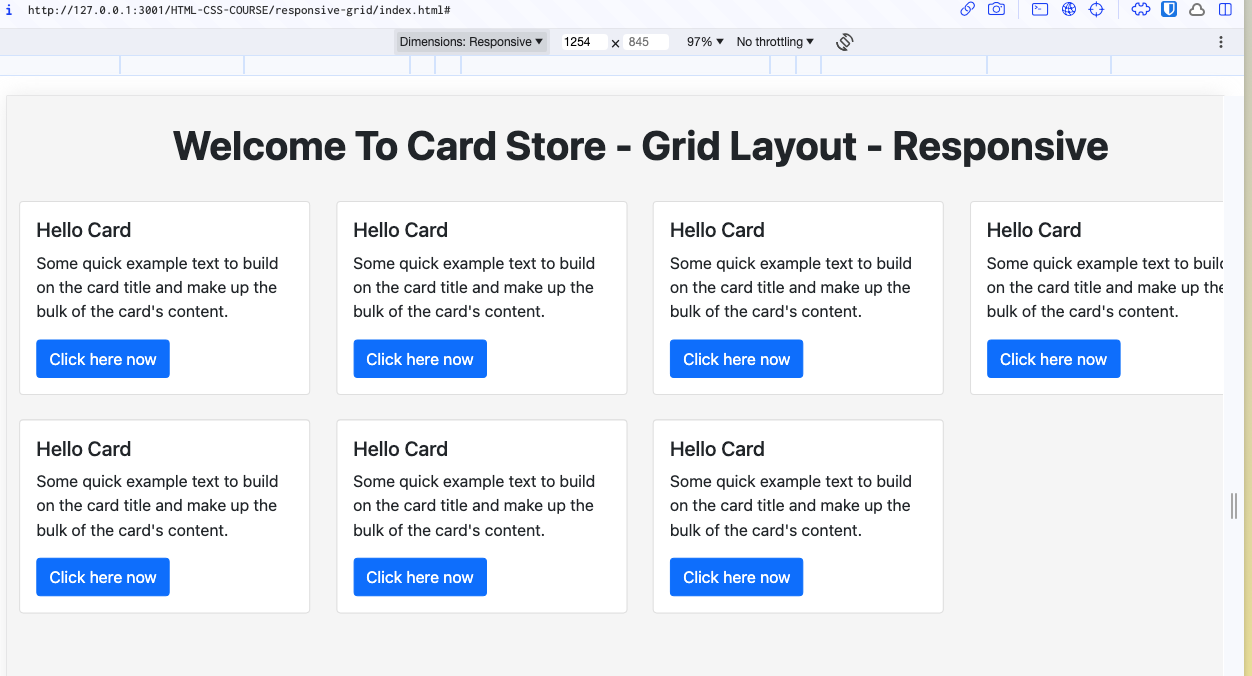 i http://127.0.0.1:3001/HTML-CSS-COURSE/responsive-grid/index.html#
Dimensions: Responsive ▼ 1254 × 845 97% ▼ No throttling ▼
Welcome To Card Store - Grid Layout - Responsive
Hello Card
Some quick example text to build
on the card title and make up the
bulk of the card's content.
Click here now
Hello Card
Some quick example text to build
on the card title and make up the
bulk of the card's content.
Click here now
Hello Card
Some quick example text to build
on the card title and make up the
bulk of the card's content.
Click here now
Hello Card
Some quick example text to build
on the card title and make up the
bulk of the card's content.
Click here now
Hello Card
Some quick example text to build
on the card title and make up the
bulk of the card's content.
Click here now
Hello Card
Some quick example text to build
on the card title and make up the
bulk of the card's content.
Click here now
Hello Card
Some quick example text to build
on the card title and make up the
bulk of the card's content.
Click here now